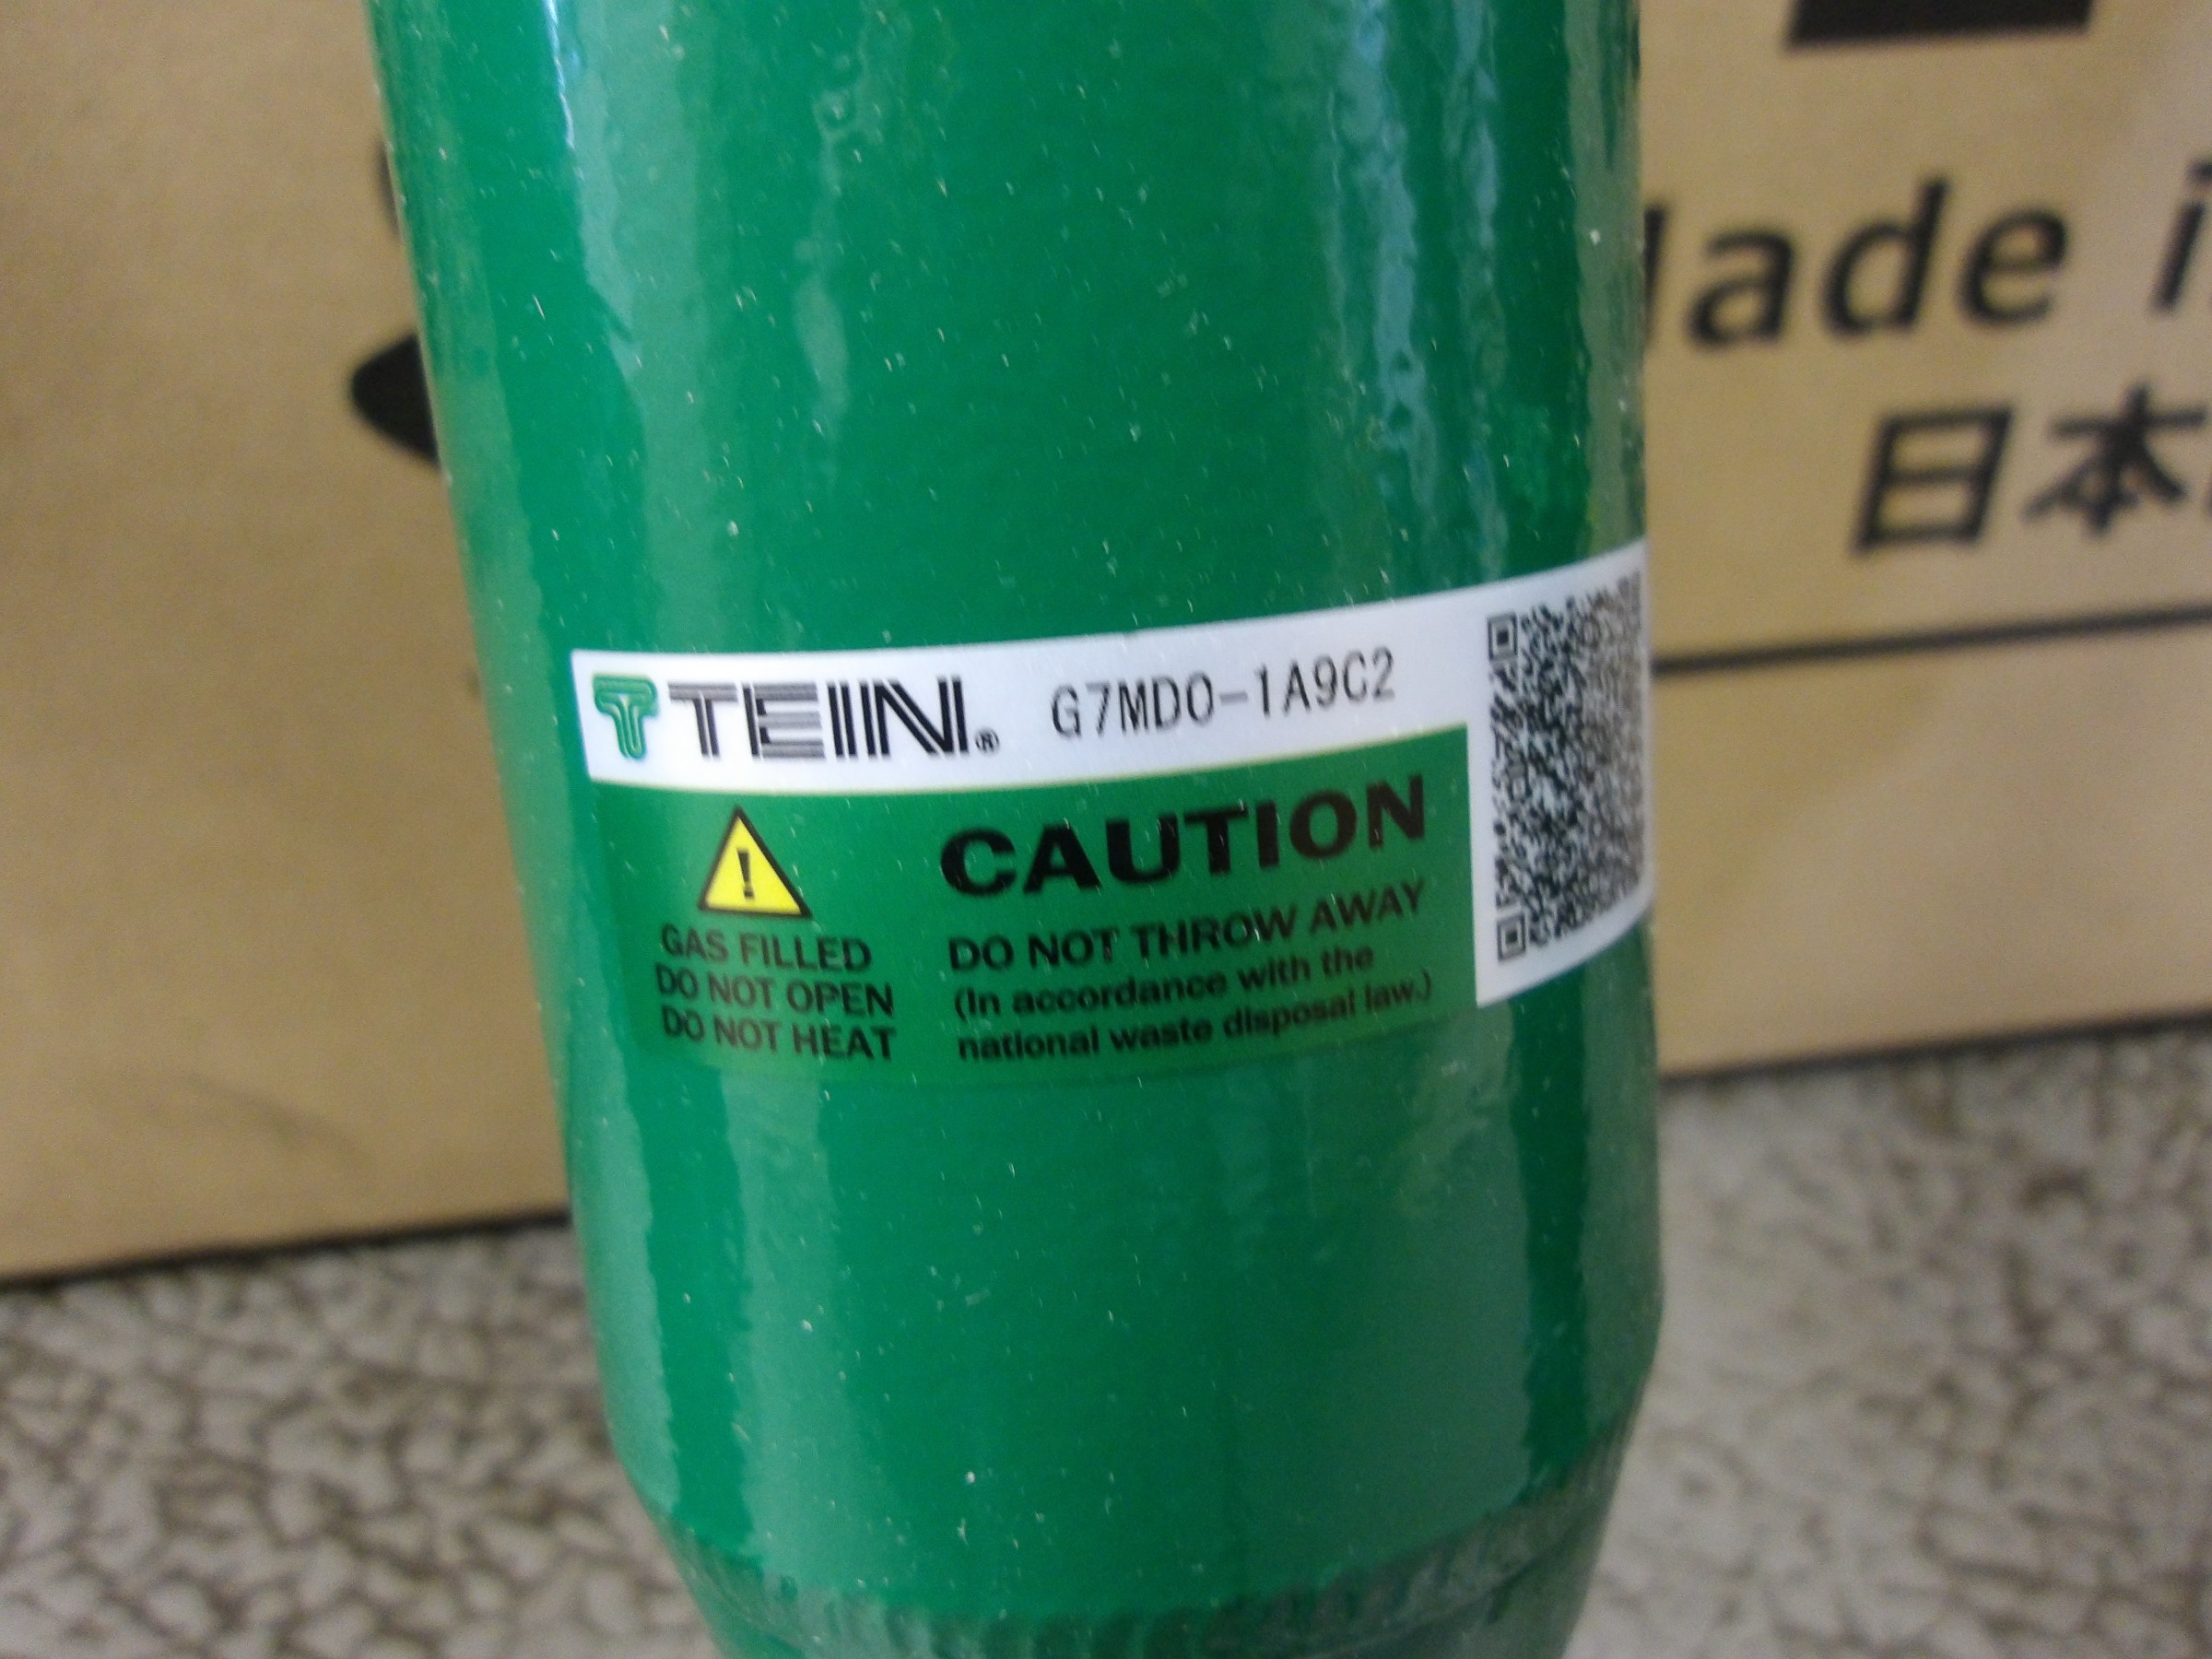 TEIN® G7MD0-1A9C2
CAUTION
GAS FILLED
DO NOT OPEN
DO NOT HEAT
DO NOT THROW AWAY
(In accordance with the
national waste disposal law.)
ade i
日本